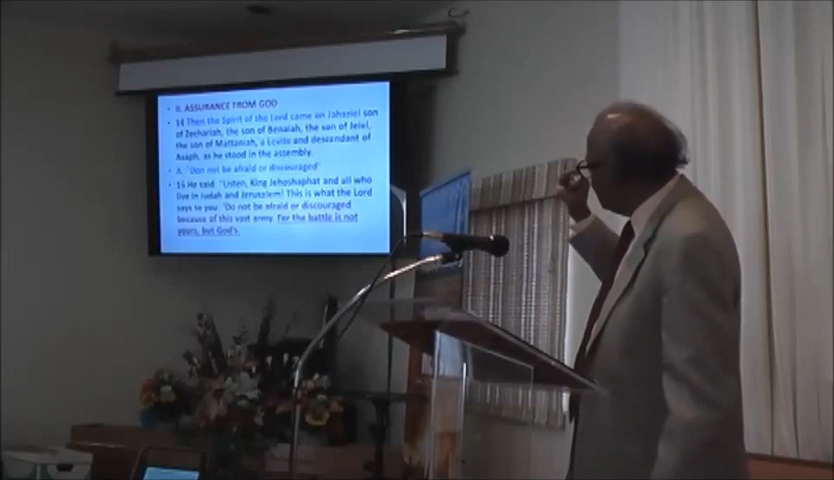 • II. ASSURANCE FROM GOD
• 14 Then the Spirit of the Lord came on Jahaziel son
of Zechariah, the son of Benaiah, the son of Jeiel,
the son of Mattaniah, a Levite and descendant of
Asaph, as he stood in the assembly.
• A. "Don not be afraid or discouraged"
• 15 He said: "Listen, King Jehoshaphat and all who
live in Judah and Jerusalem! This is what the Lord
says to you: 'Do not be afraid or discouraged
because of this vast army. For the battle is not
yours, but God's.